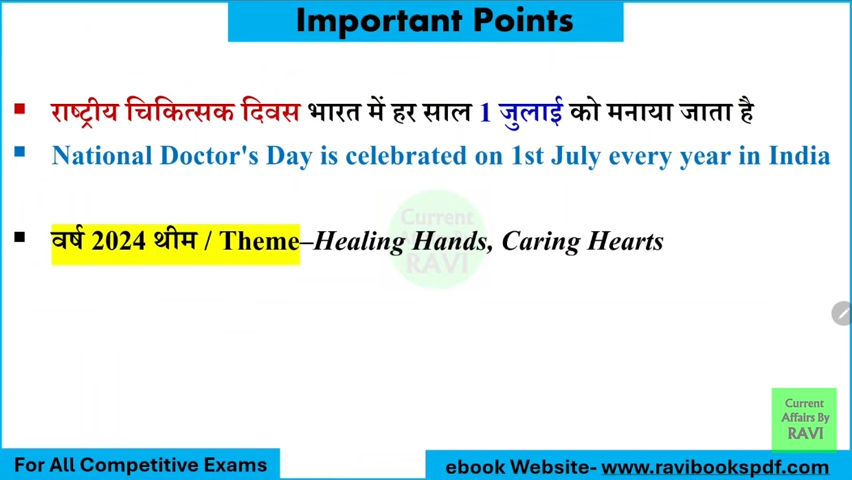 Important Points
राष्ट्रीय चिकित्सक दिवस भारत में हर साल 1 जुलाई को मनाया जाता है
National Doctor's Day is celebrated on 1st July every year in India
वर्ष 2024 थीम / Theme–Healing Hands, Caring Hearts
Current
Affairs By
RAVI
Current
Affairs By
RAVI
For All Competitive Exams
ebook Website- www.ravibookspdf.com